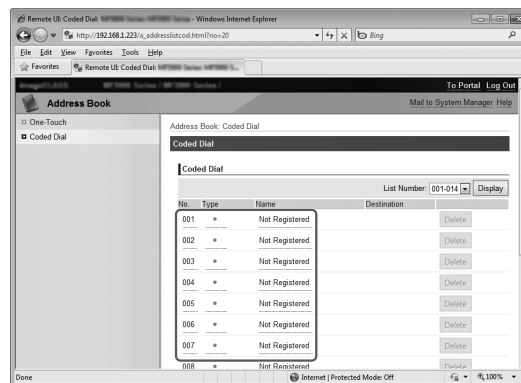 Remote UI: Coded Dial: - Windows Internet Explorer
http://192.168.1.223/a_addresslistcod.html?no=20
Bing
File Edit View Favorites Tools Help
Favorites Remote UI: Coded Dial:
To Portal Log Out
Address Book Mail to System Manager Help
One-Touch
Coded Dial
Address Book: Coded Dial
Coded Dial
Coded Dial
List Number: 001-014 Display
No. Type Name Destination
001 Not Registered Delete
002 Not Registered Delete
003 Not Registered Delete
004 Not Registered Delete
005 Not Registered Delete
006 Not Registered Delete
007 Not Registered Delete
008 Not Registered Delete
Done Internet | Protected Mode: Off 100%